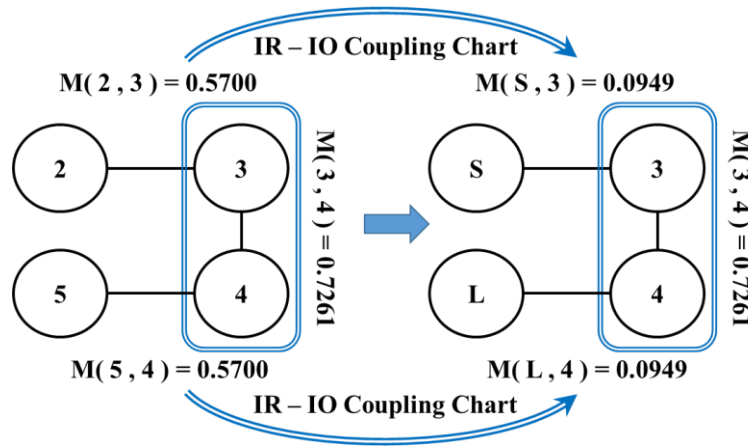 IR – IO Coupling Chart
M( 2 , 3 ) = 0.5700
M( S , 3 ) = 0.0949
2
3
M( 3 , 4 ) = 0.7261
S
3
M( 3 , 4 ) = 0.7261
5
4
L
4
M( 5 , 4 ) = 0.5700
M( L , 4 ) = 0.0949
IR – IO Coupling Chart